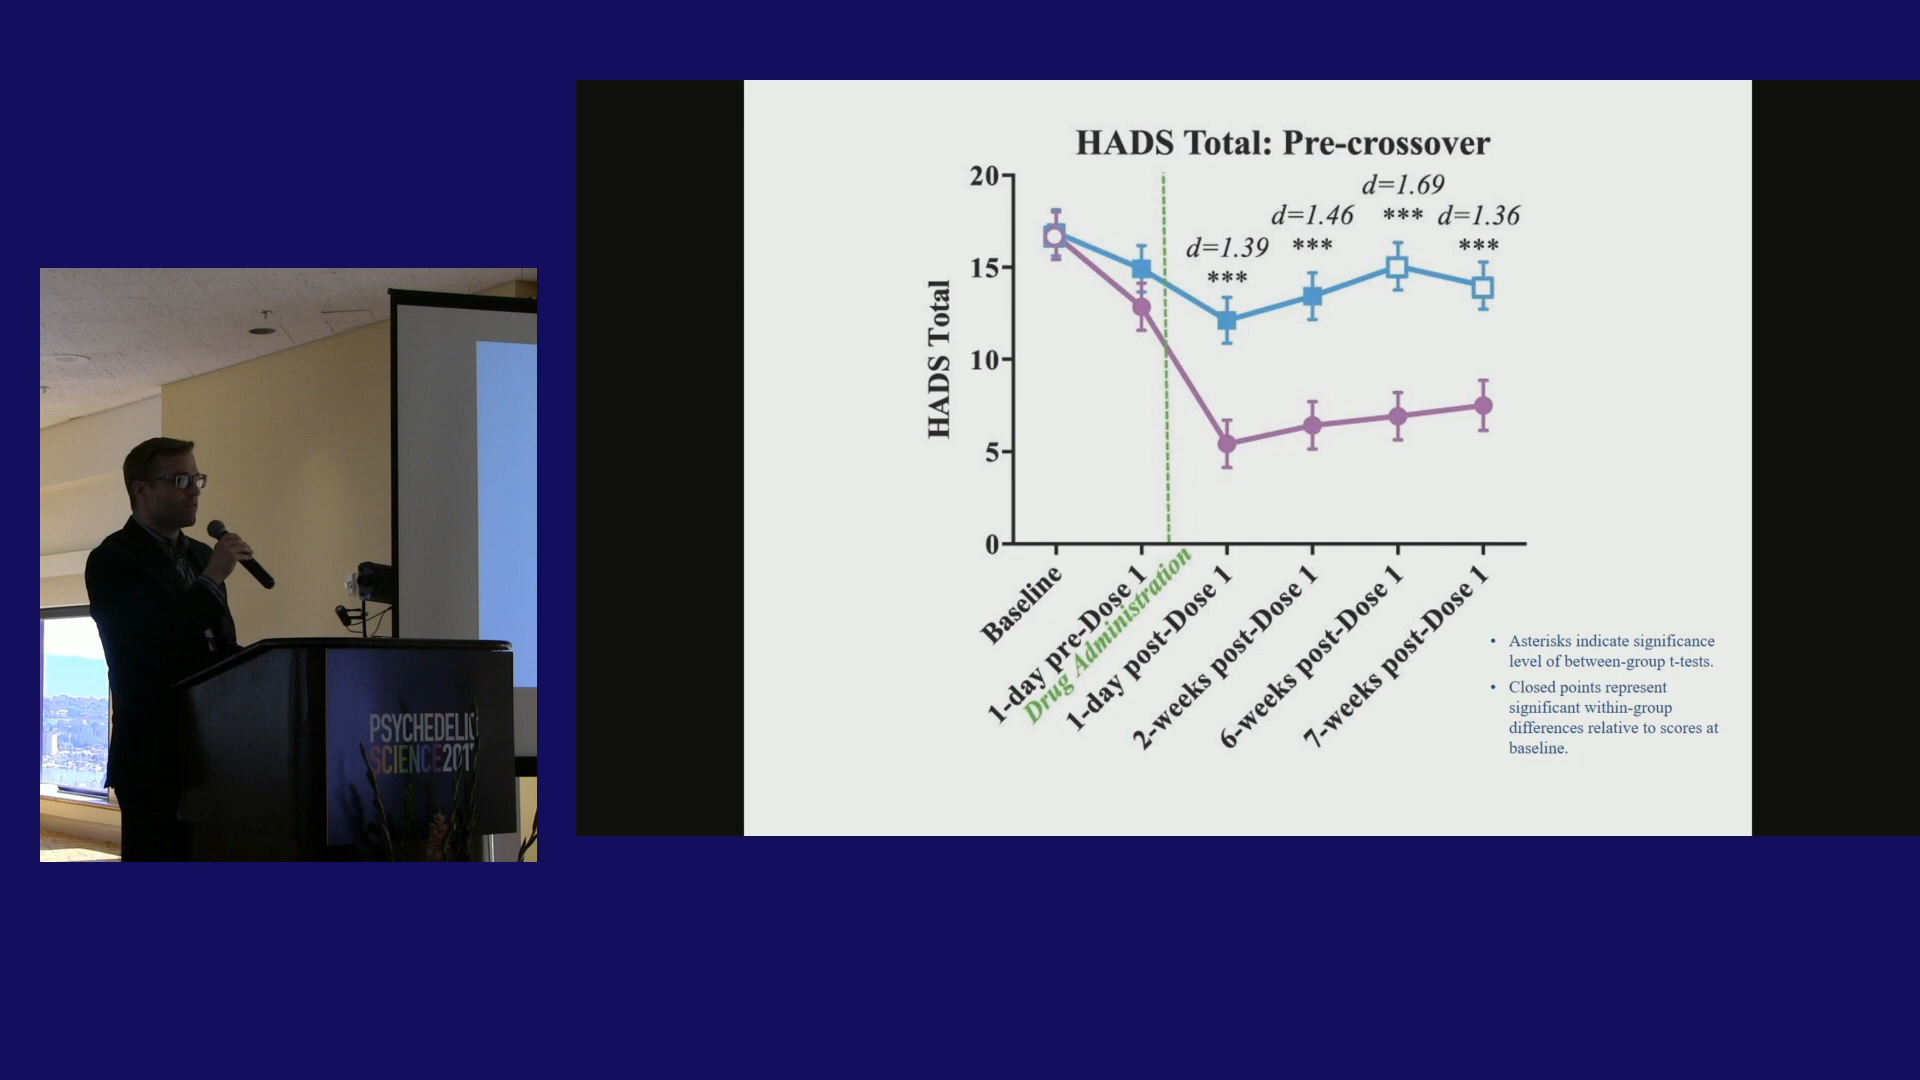 HADS Total: Pre-crossover
HADS Total
20
15
10
5
0
d=1.39
***
d=1.46
***
d=1.69
***
d=1.36
***
Baseline
1-day pre-Dose 1
Drug Administration
1-day post-Dose 1
2-weeks post-Dose 1
6-weeks post-Dose 1
7-weeks post-Dose 1
• Asterisks indicate significance
level of between-group t-tests.
• Closed points represent
significant within-group
differences relative to scores at
baseline.
PSYCHEDELIC
SCIENCE2017